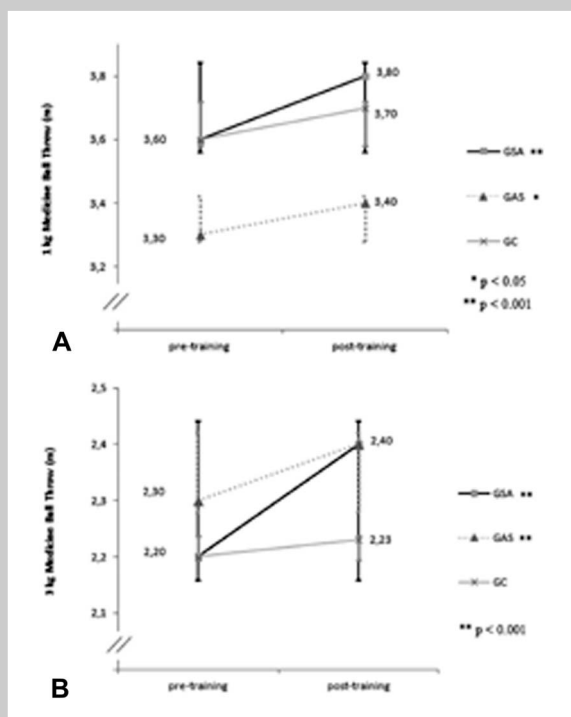 3,8
3,80
3,70
3,6
3,60
1 kg Medicine Ball Throw (m)
GSA **
3,4
3,40
GAS *
3,30
GC
3,2
* p < 0.05
** p < 0.001
A
pre-training
post-training
2,5
2,4
2,40
3 kg Medicine Ball Throw (m)
2,30
2,3
GSA **
2,20
2,23
GAS **
2,2
GC
2,1
** p < 0.001
B
pre-training
post-training